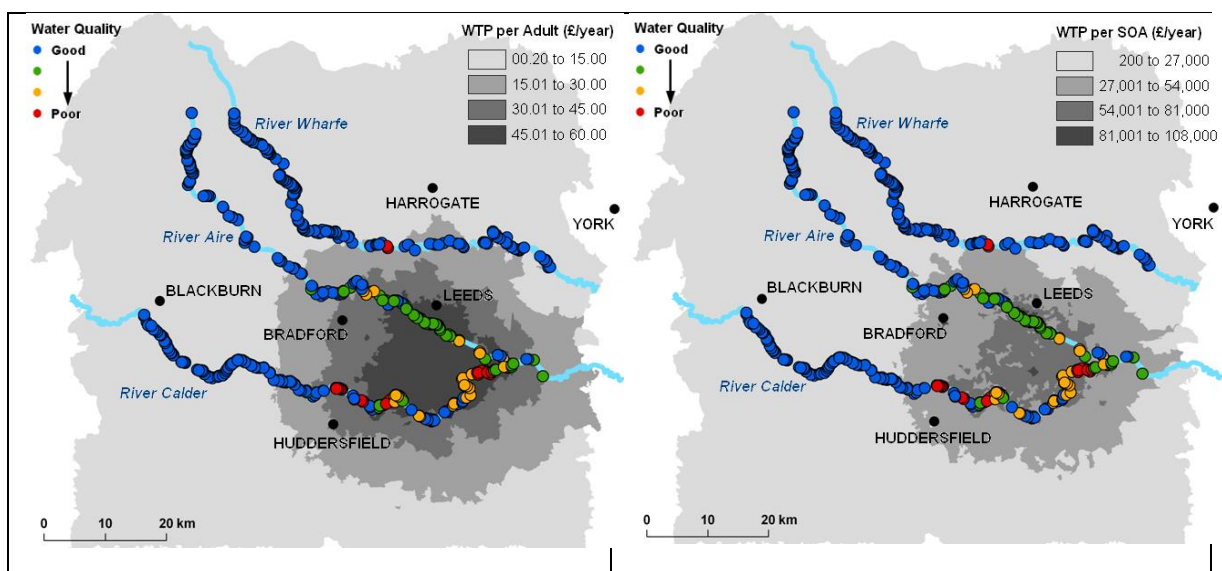 Water Quality
Good
Poor
WTP per Adult (£/year)
00.20 to 15.00
15.01 to 30.00
30.01 to 45.00
45.01 to 60.00
River Wharfe
HARROGATE
YORK
River Aire
BLACKBURN
LEEDS
BRADFORD
River Calder
HUDDERSFIELD
0 10 20 km
Water Quality
Good
Poor
WTP per SOA (£/year)
200 to 27,000
27,001 to 54,000
54,001 to 81,000
81,001 to 108,000
River Wharfe
HARROGATE
YORK
River Aire
BLACKBURN
LEEDS
BRADFORD
River Calder
HUDDERSFIELD
0 10 20 km